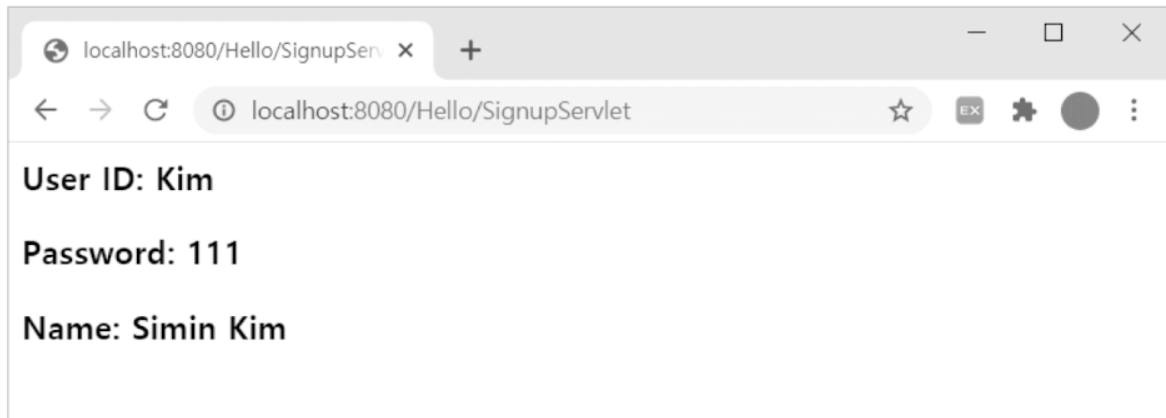 localhost:8080/Hello/SignupServ
localhost:8080/Hello/SignupServlet
EX
User ID: Kim
Password: 111
Name: Simin Kim